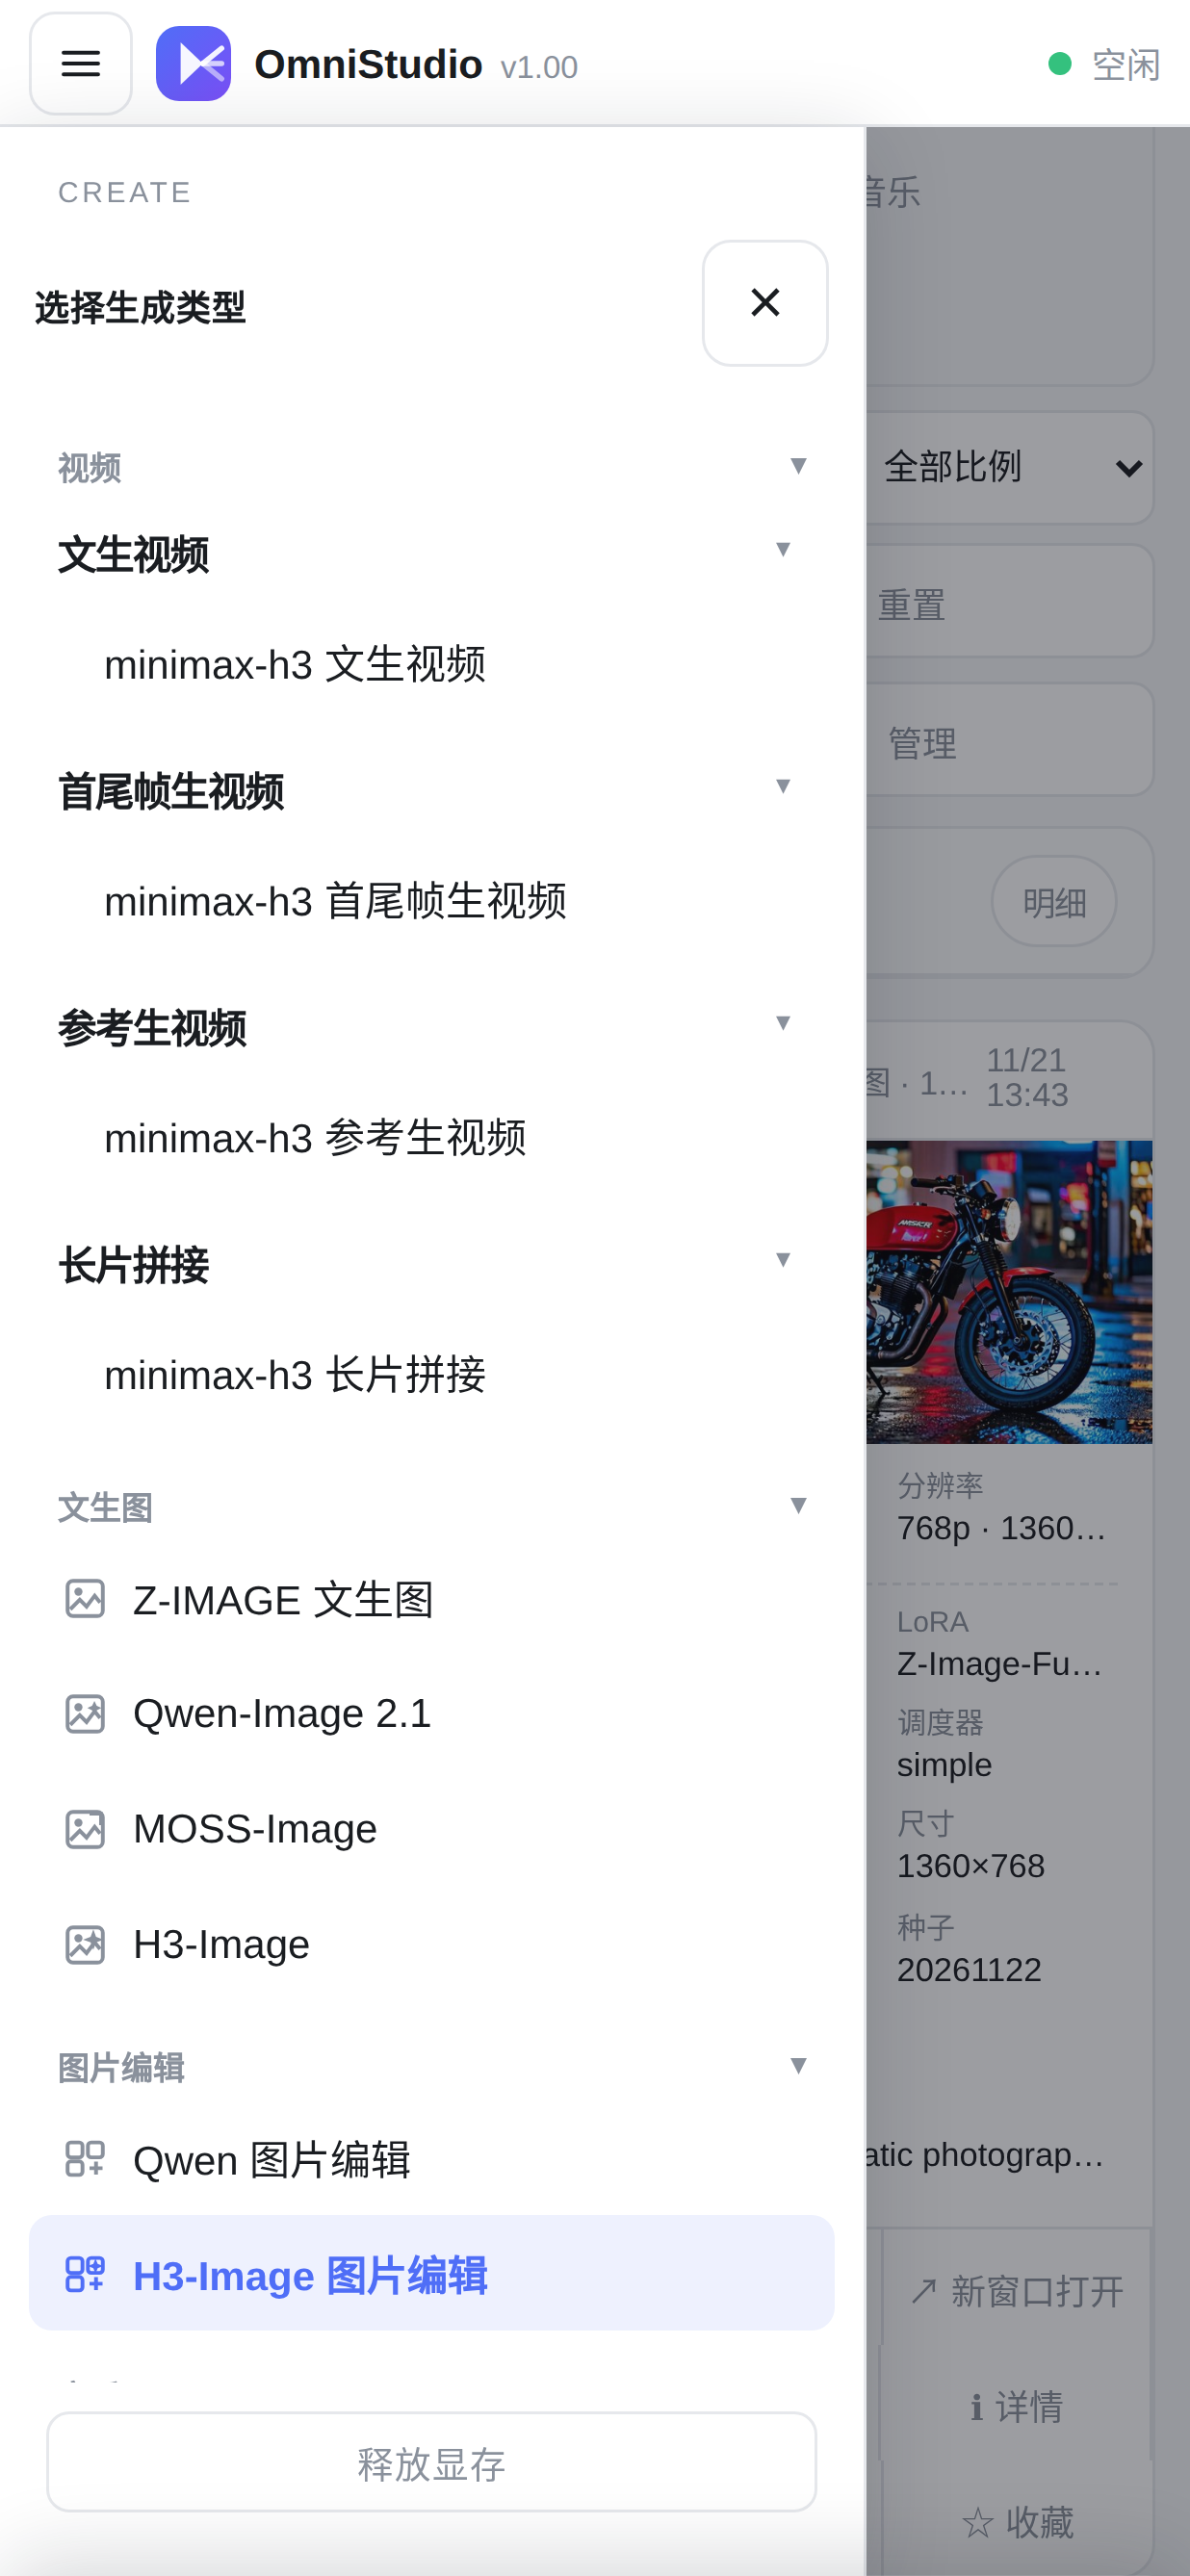 OmniStudio v1.00
空闲
CREATE
选择生成类型
视频
文生视频
minimax-h3 文生视频
首尾帧生视频
minimax-h3 首尾帧生视频
参考生视频
minimax-h3 参考生视频
长片拼接
minimax-h3 长片拼接
文生图
Z-IMAGE 文生图
Qwen-Image 2.1
MOSS-Image
H3-Image
图片编辑
Qwen 图片编辑
H3-Image 图片编辑
释放显存
音乐
全部比例
重置
管理
明细
图 · 1…
11/21
13:43
分辨率
768p · 1360…
LoRA
Z-Image-Fu…
调度器
simple
尺寸
1360×768
种子
20261122
atic photograp…
↗ 新窗口打开
ℹ 详情
☆ 收藏